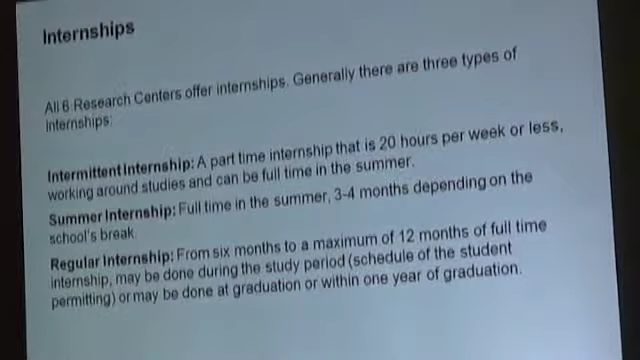 Internships
All 6 Research Centers offer internships. Generally there are three types of
Internships:
Intermittent Internship: A part time internship that is 20 hours per week or less,
working around studies and can be full time in the summer.
Summer Internship: Full time in the summer, 3-4 months depending on the
school's break.
Regular Internship: From six months to a maximum of 12 months of full time
internship, may be done during the study period (schedule of the student
permitting) or may be done at graduation or within one year of graduation.